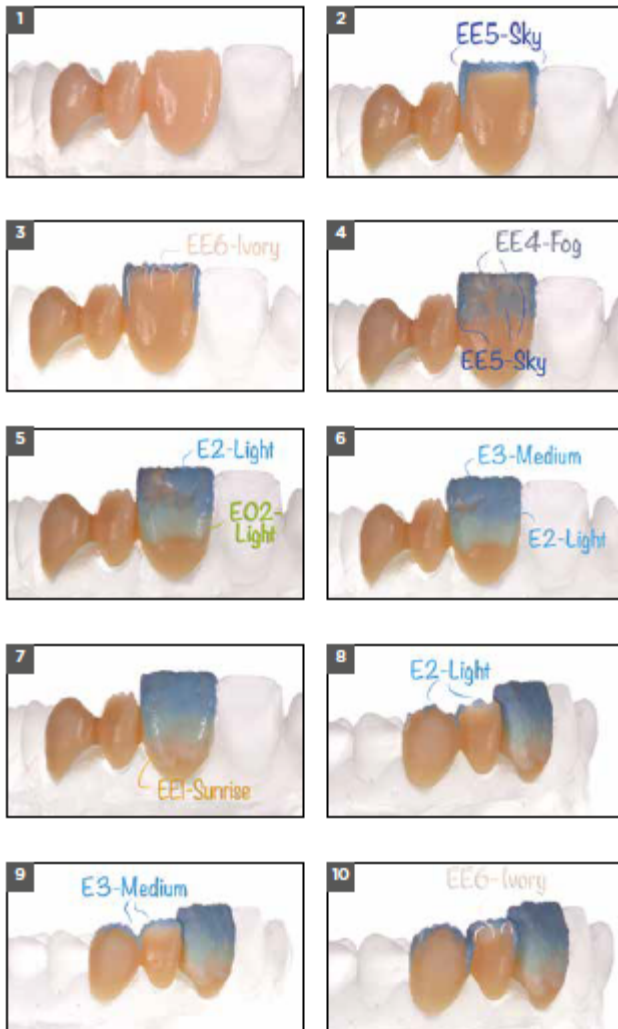 1
2
EE5-Sky
3
EE6-Ivory
4
EE4-Fog
EE5-Sky
5
E2-Light
EO2-
Light
6
E3-Medium
E2-Light
7
EE1-Sunrise
8
E2-Light
9
E3-Medium
10
EE6-Ivory